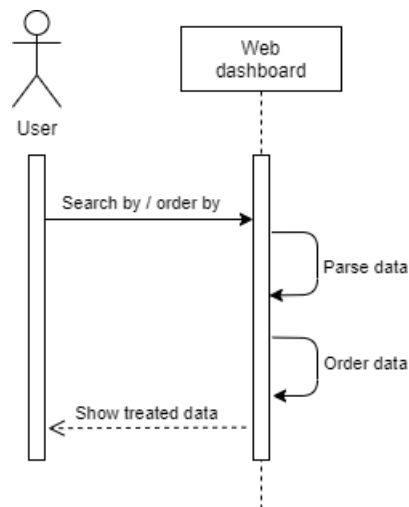 Web
dashboard
User
Search by / order by
Parse data
Order data
Show treated data